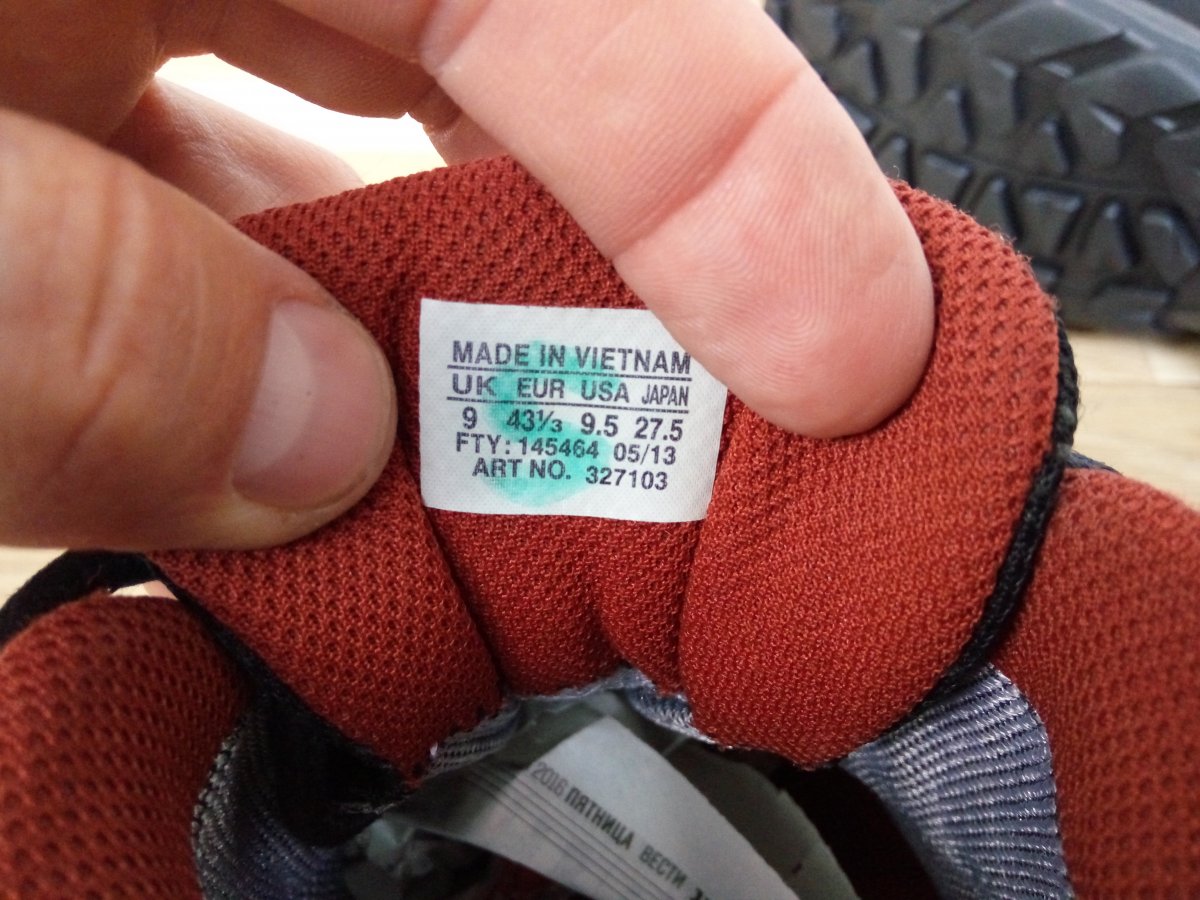 MADE IN VIETNAM
UK EUR USA JAPAN
9 43⅓ 9.5 27.5
FTY: 145464 05/13
ART NO. 327103
2016 ПЯТНИЦА ВЕСТИ